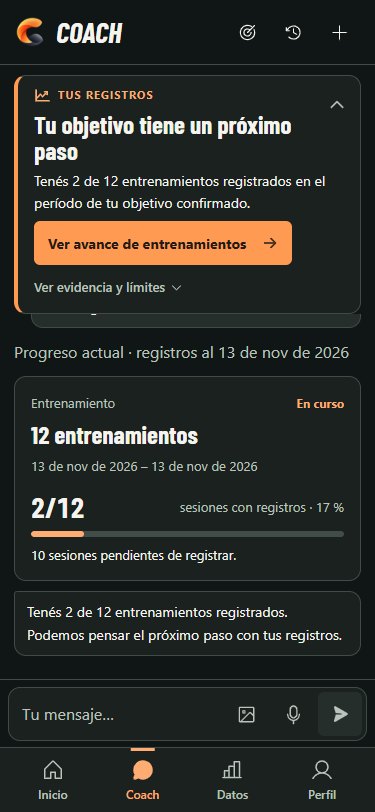 COACH
TUS REGISTROS
Tu objetivo tiene un próximo
paso
Tenés 2 de 12 entrenamientos registrados en el
período de tu objetivo confirmado.
Ver avance de entrenamientos
Ver evidencia y límites
Progreso actual · registros al 13 de nov de 2026
Entrenamiento
En curso
12 entrenamientos
13 de nov de 2026 – 13 de nov de 2026
2/12
sesiones con registros · 17 %
10 sesiones pendientes de registrar.
Tenés 2 de 12 entrenamientos registrados.
Podemos pensar el próximo paso con tus registros.
Tu mensaje...
Inicio
Coach
Datos
Perfil